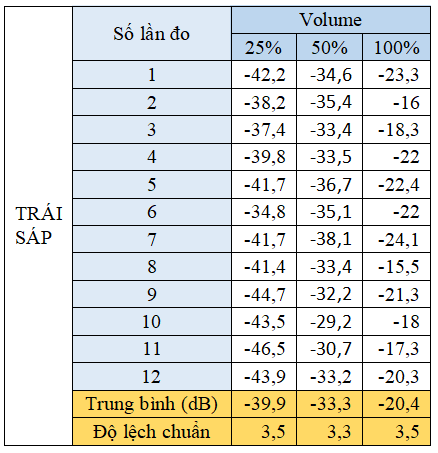 Số lần đo Volume
25% 50% 100%
TRÁI SÁP
1 -42,2 -34,6 -23,3
2 -38,2 -35,4 -16
3 -37,4 -33,4 -18,3
4 -39,8 -33,5 -22
5 -41,7 -36,7 -22,4
6 -34,8 -35,1 -22
7 -41,7 -38,1 -24,1
8 -41,4 -33,4 -15,5
9 -44,7 -32,2 -21,3
10 -43,5 -29,2 -18
11 -46,5 -30,7 -17,3
12 -43,9 -33,2 -20,3
Trung bình (dB) -39,9 -33,3 -20,4
Độ lệch chuẩn 3,5 3,3 3,5